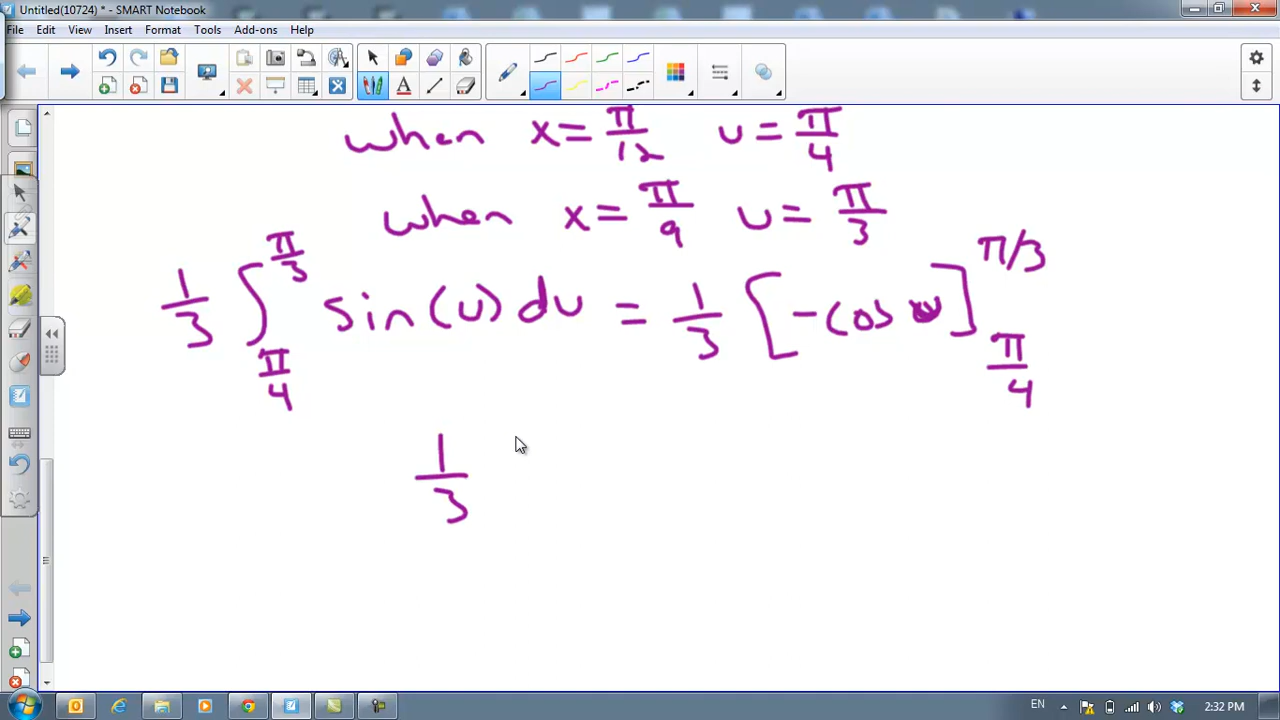 Untitled(10724) * - SMART Notebook
File Edit View Insert Format Tools Add-ons Help
when x = π/12 u = π/4
when x = π/9 u = π/3
1/3 ∫_{π/4}^{π/3} sin(u) du = 1/3 [-cos u]_{π/4}^{π/3}
1/3
EN 2:32 PM